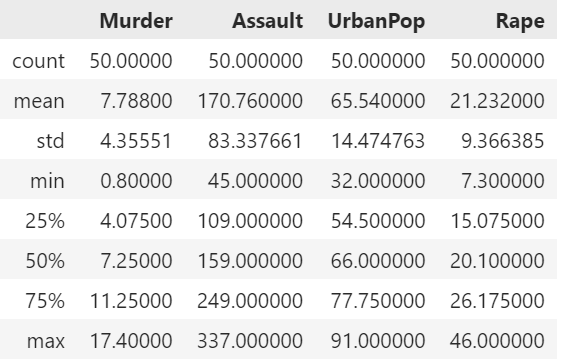 Murder Assault UrbanPop Rape
count 50.00000 50.000000 50.000000 50.000000
mean 7.78800 170.760000 65.540000 21.232000
std 4.35551 83.337661 14.474763 9.366385
min 0.80000 45.000000 32.000000 7.300000
25% 4.07500 109.000000 54.500000 15.075000
50% 7.25000 159.000000 66.000000 20.100000
75% 11.25000 249.000000 77.750000 26.175000
max 17.40000 337.000000 91.000000 46.000000